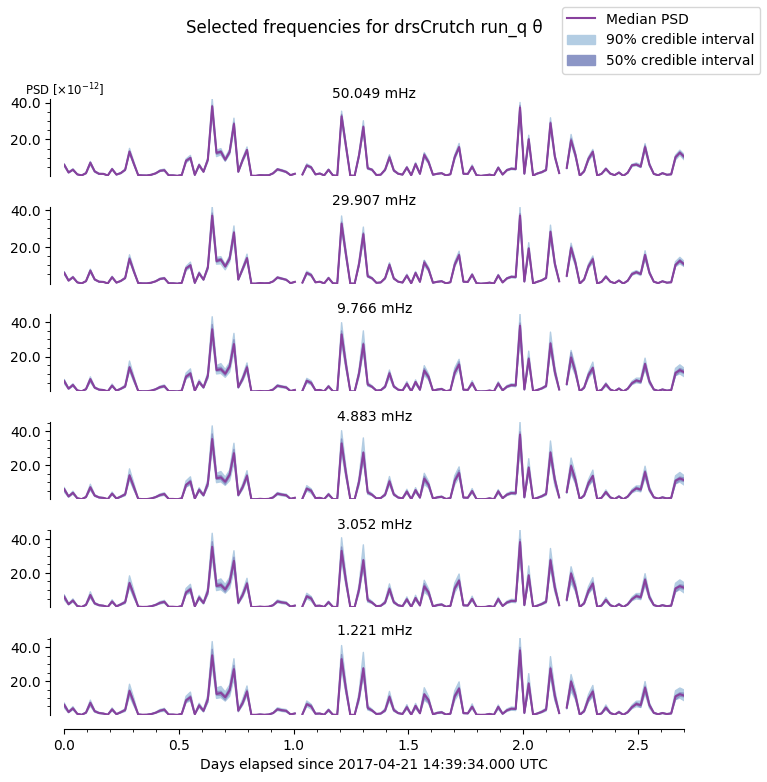 Selected frequencies for drsCrutch run_q θ
Median PSD
90% credible interval
50% credible interval
PSD [×10⁻¹²]
50.049 mHz
40.0
20.0
29.907 mHz
40.0
20.0
9.766 mHz
40.0
20.0
4.883 mHz
40.0
20.0
3.052 mHz
40.0
20.0
1.221 mHz
40.0
20.0
0.0 0.5 1.0 1.5 2.0 2.5
Days elapsed since 2017-04-21 14:39:34.000 UTC